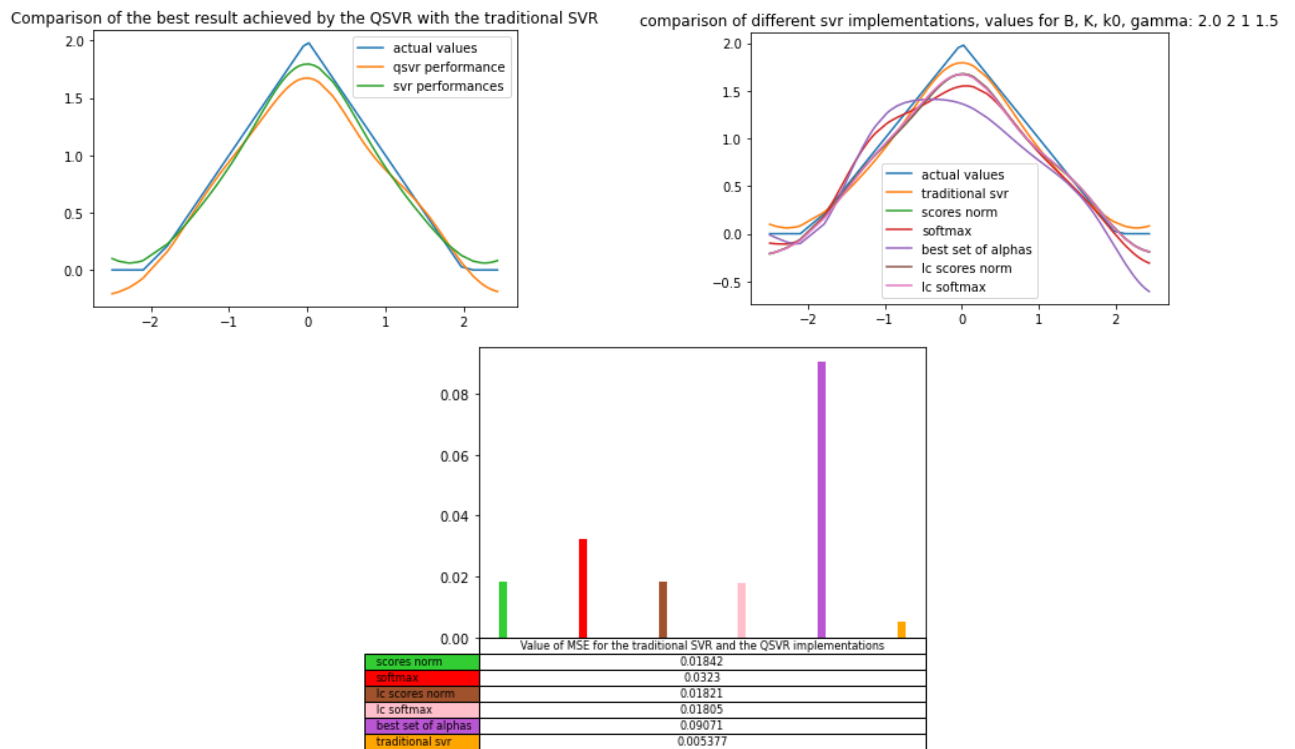 Comparison of the best result achieved by the QSVR with the traditional SVR
2.0
1.5
1.0
0.5
0.0
−2
−1
0
1
2
actual values
qsvr performance
svr performances
comparison of different svr implementations, values for B, K, k0, gamma: 2.0 2 1 1.5
2.0
1.5
1.0
0.5
0.0
−0.5
−2
−1
0
1
2
actual values
traditional svr
scores norm
softmax
best set of alphas
lc scores norm
lc softmax
0.08
0.06
0.04
0.02
0.00
Value of MSE for the traditional SVR and the QSVR implementations
scores norm 0.01842
softmax 0.0323
lc scores norm 0.01821
lc softmax 0.01805
best set of alphas 0.09071
traditional svr 0.005377